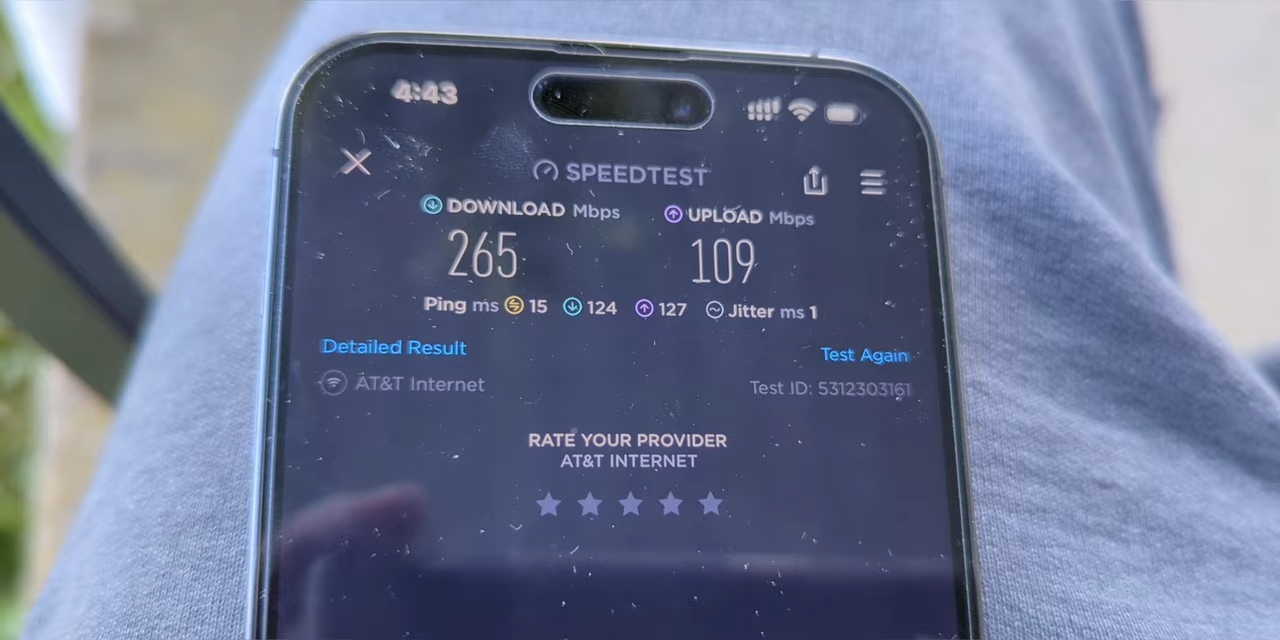 4:43
SPEEDTEST
DOWNLOAD Mbps UPLOAD Mbps
265 109
Ping ms 15 124 127 Jitter ms 1
Detailed Result Test Again
AT&T Internet Test ID: 5312303161
RATE YOUR PROVIDER
AT&T INTERNET